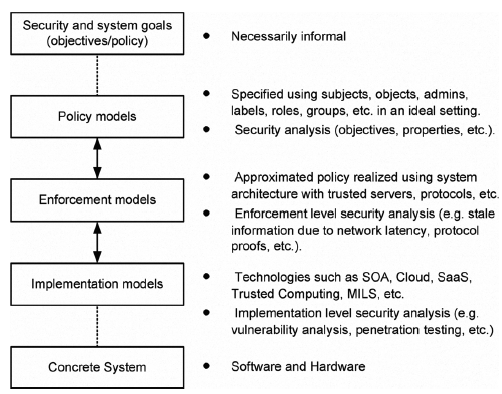 Security and system goals
(objectives/policy)
• Necessarily informal
Policy models
• Specified using subjects, objects, admins,
labels, roles, groups, etc. in an ideal setting.
• Security analysis (objectives, properties, etc.).
Enforcement models
• Approximated policy realized using system
architecture with trusted servers, protocols, etc.
• Enforcement level security analysis (e.g. stale
information due to network latency, protocol
proofs, etc.).
Implementation models
• Technologies such as SOA, Cloud, SaaS,
Trusted Computing, MILS, etc.
• Implementation level security analysis (e.g.
vulnerability analysis, penetration testing, etc.)
Concrete System
• Software and Hardware